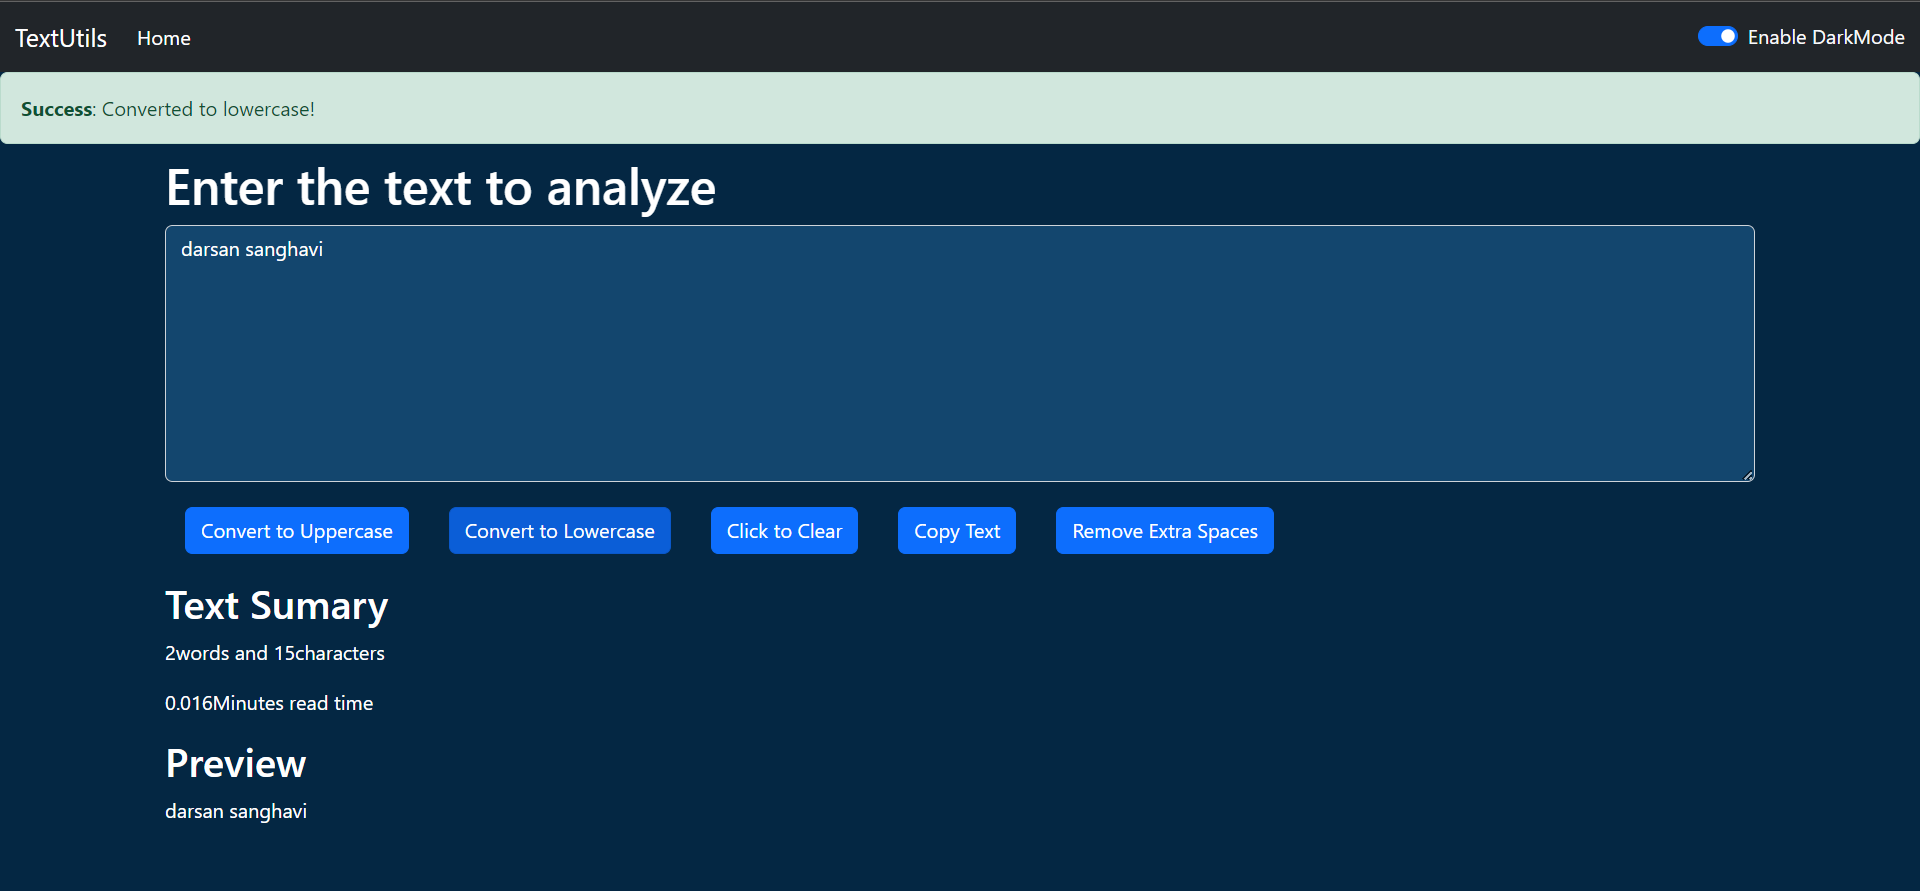 TextUtils Home Enable DarkMode
Success: Converted to lowercase!
Enter the text to analyze
darsan sanghavi
Convert to Uppercase Convert to Lowercase Click to Clear Copy Text Remove Extra Spaces
Text Sumary
2words and 15characters
0.016Minutes read time
Preview
darsan sanghavi